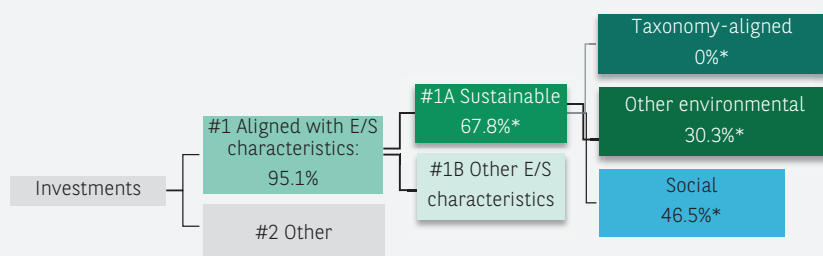 Taxonomy-aligned
0%*
#1A Sustainable
67.8%*
Other environmental
30.3%*
#1 Aligned with E/S
characteristics:
95.1%
#1B Other E/S
characteristics
Investments
Social
46.5%*
#2 Other